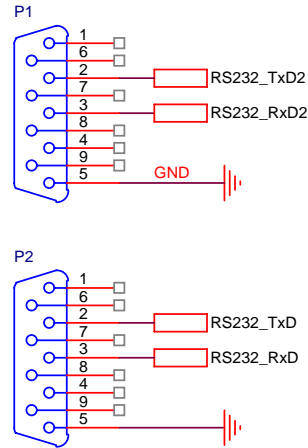 P1
1
6
2 RS232_TxD2
7
3 RS232_RxD2
8
4
9
5 GND
P2
1
6
2 RS232_TxD
7
3 RS232_RxD
8
4
9
5